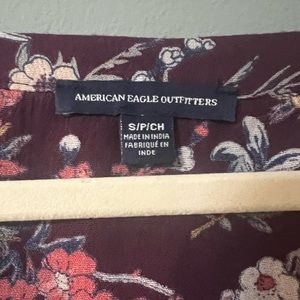 AMERICAN EAGLE OUTFITTERS
S/P/CH
MADE IN INDIA
FABRIQUÉ EN
INDE